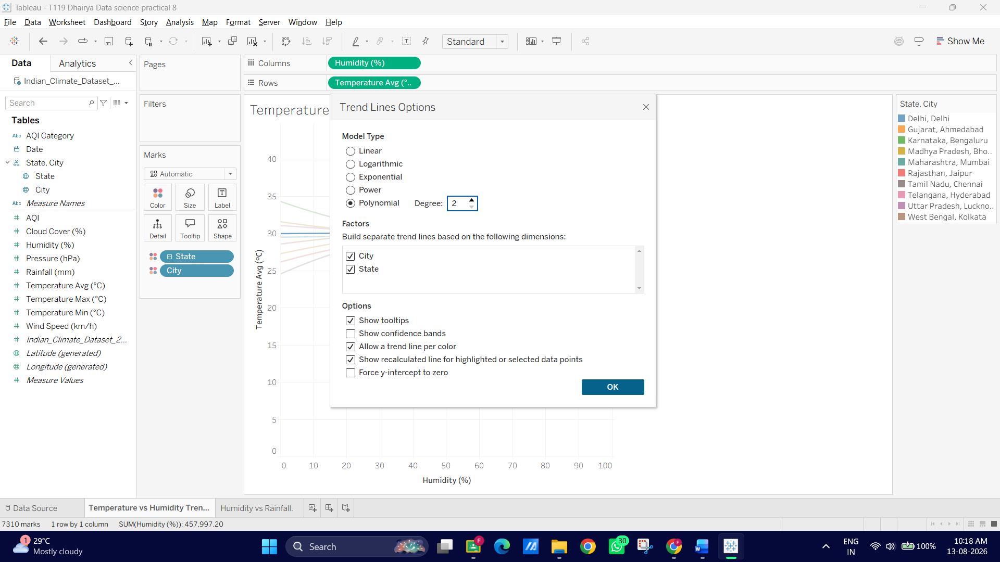 Tableau - T119 Dhairya Data science practical 8
File Data Worksheet Dashboard Story Analysis Map Format Server Window Help
Standard
Show Me
Data
Analytics
Indian_Climate_Dataset_...
Search
Tables
Abc AQI Category
Date
State, City
State
City
Abc Measure Names
AQI
Cloud Cover (%)
Humidity (%)
Pressure (hPa)
Rainfall (mm)
Temperature Avg (°C)
Temperature Max (°C)
Temperature Min (°C)
Wind Speed (km/h)
Indian_Climate_Dataset_2...
Latitude (generated)
Longitude (generated)
Measure Values
Pages
Filters
Marks
Automatic
Color
Size
Label
Detail
Tooltip
Shape
State
City
Columns
Humidity (%)
Rows
Temperature Avg (°..
Temperature
40
35
30
25
20
15
10
5
0
Temperature Avg (°C)
0 10 20 30 40 50 60 70 80 90 100
Humidity (%)
Trend Lines Options
Model Type
Linear
Logarithmic
Exponential
Power
Polynomial
Degree: 2
Factors
Build separate trend lines based on the following dimensions:
City
State
Options
Show tooltips
Show confidence bands
Allow a trend line per color
Show recalculated line for highlighted or selected data points
Force y-intercept to zero
OK
State, City
Delhi, Delhi
Gujarat, Ahmedabad
Karnataka, Bengaluru
Madhya Pradesh, Bho..
Maharashtra, Mumbai
Rajasthan, Jaipur
Tamil Nadu, Chennai
Telangana, Hyderabad
Uttar Pradesh, Luckno..
West Bengal, Kolkata
Data Source
Temperature vs Humidity Tren...
Humidity vs Rainfall.
7310 marks
1 row by 1 column
SUM(Humidity (%)): 457,997.20
1
29°C
Mostly cloudy
Search
F
30
F
W
ENG
IN
100%
10:18 AM
13-08-2026